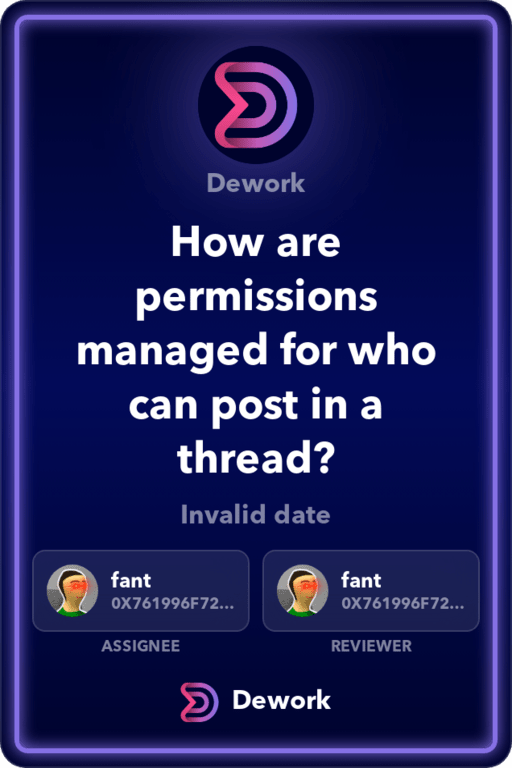 Dework
How are
permissions
managed for who
can post in a
thread?
Invalid date
fant
0X761996F72...
ASSIGNEE
fant
0X761996F72...
REVIEWER
Dework